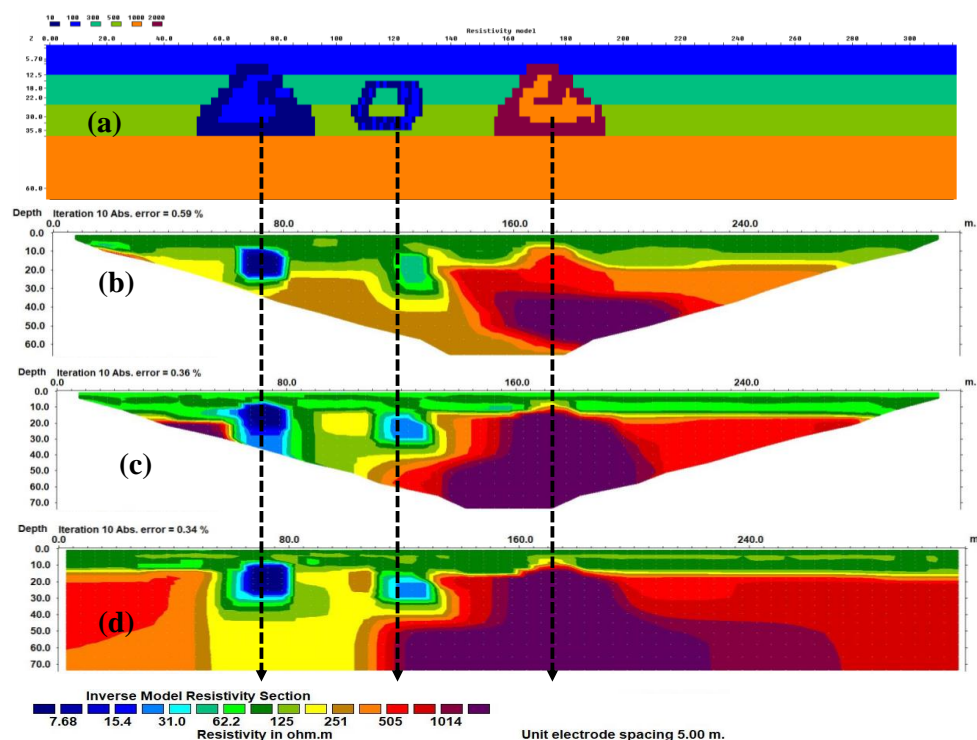 10 100 300 500 1000 2000
Resistivity model
Z 0.00 20.0 40.0 60.0 80.0 100 120 140 160 180 200 220 240 260 280 300
5.70
12.5
18.0
22.0
30.0
35.0
60.0
(a)
Depth Iteration 10 Abs. error = 0.59 %
0.0 80.0 160.0 240.0 m.
0.0
10.0
20.0
30.0
40.0
50.0
60.0
(b)
Depth Iteration 10 Abs. error = 0.36 %
0.0 80.0 160.0 240.0 m.
0.0
10.0
20.0
30.0
40.0
50.0
60.0
70.0
(c)
Depth Iteration 10 Abs. error = 0.34 %
0.0 80.0 160.0 240.0 m
0.0
10.0
20.0
30.0
40.0
50.0
60.0
70.0
(d)
Inverse Model Resistivity Section
7.68 15.4 31.0 62.2 125 251 505 1014
Resistivity in ohm.m Unit electrode spacing 5.00 m.